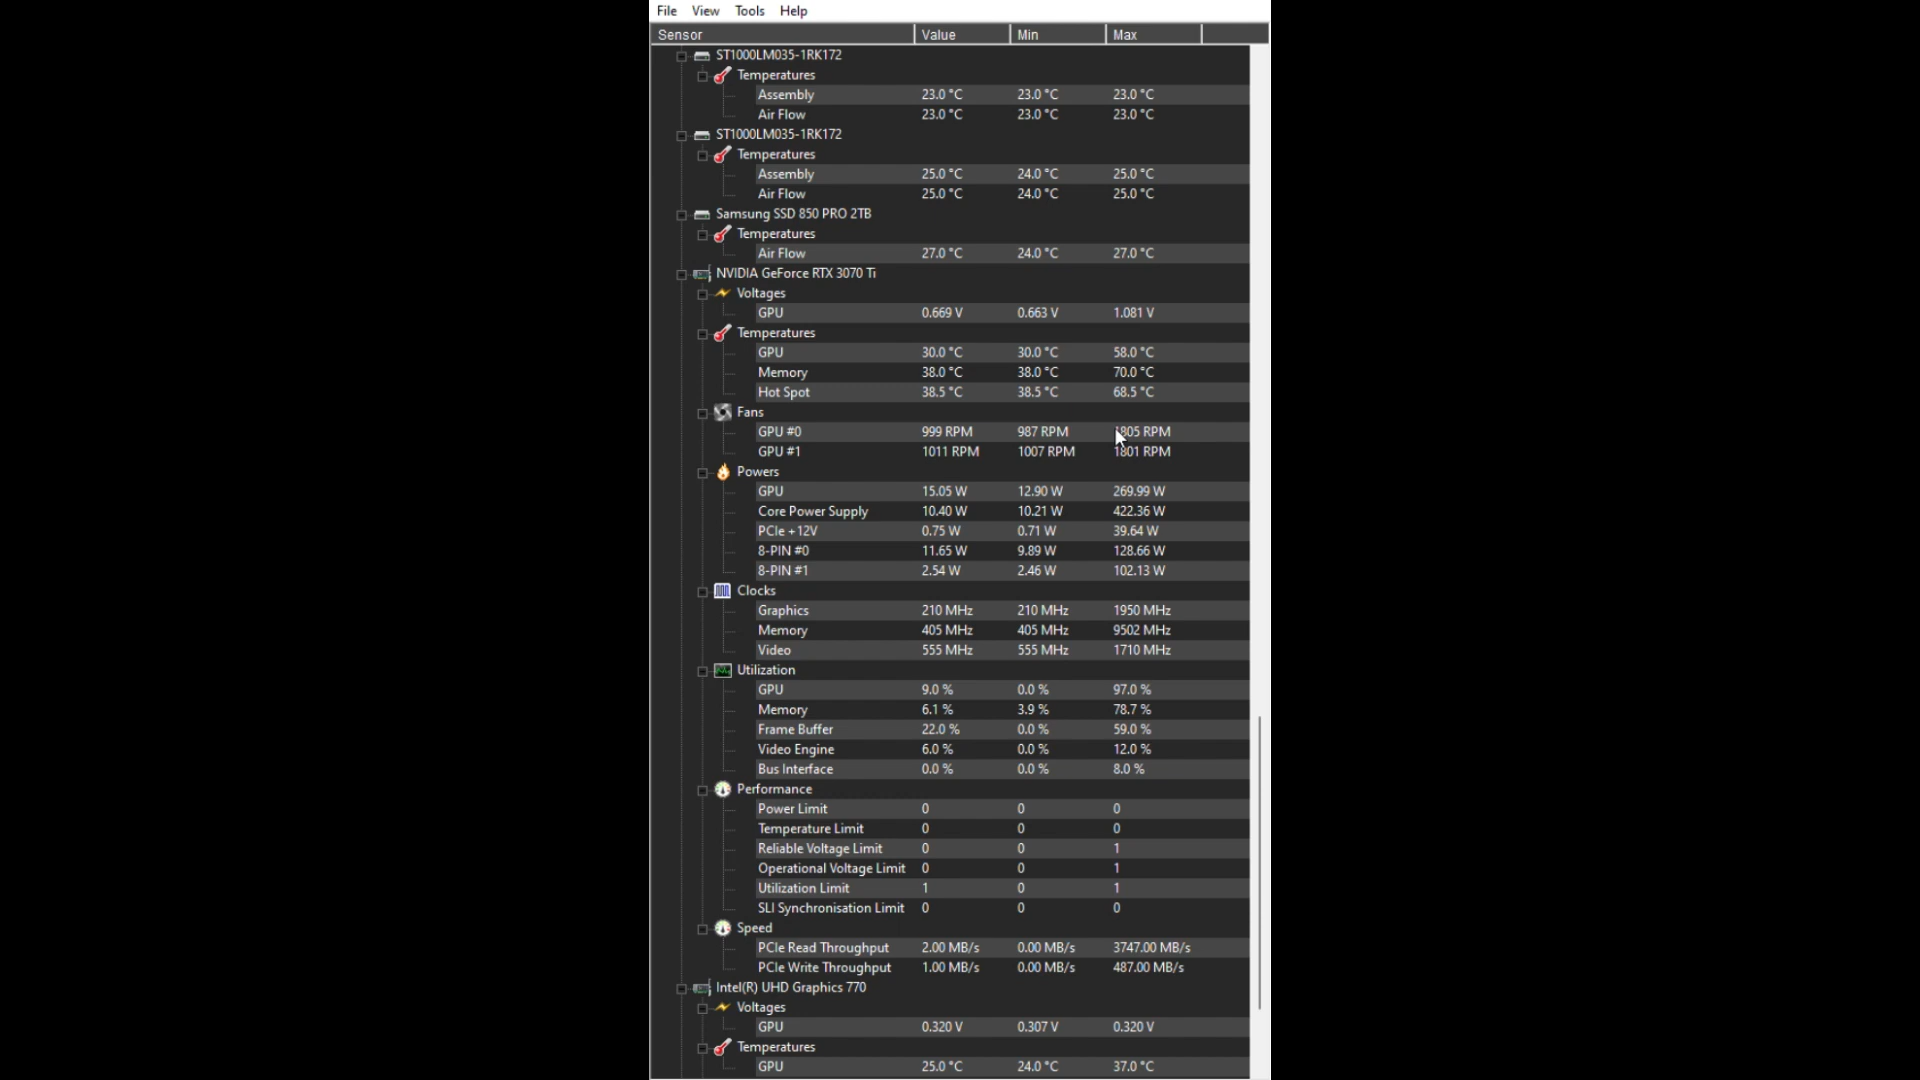 File View Tools Help
Sensor Value Min Max
ST1000LM035-1RK172
Temperatures
Assembly 23.0 °C 23.0 °C 23.0 °C
Air Flow 23.0 °C 23.0 °C 23.0 °C
ST1000LM035-1RK172
Temperatures
Assembly 25.0 °C 24.0 °C 25.0 °C
Air Flow 25.0 °C 24.0 °C 25.0 °C
Samsung SSD 850 PRO 2TB
Temperatures
Air Flow 27.0 °C 24.0 °C 27.0 °C
NVIDIA GeForce RTX 3070 Ti
Voltages
GPU 0.669 V 0.663 V 1.081 V
Temperatures
GPU 30.0 °C 30.0 °C 58.0 °C
Memory 38.0 °C 38.0 °C 70.0 °C
Hot Spot 38.5 °C 38.5 °C 68.5 °C
Fans
GPU #0 999 RPM 987 RPM 1805 RPM
GPU #1 1011 RPM 1007 RPM 1801 RPM
Powers
GPU 15.05 W 12.90 W 269.99 W
Core Power Supply 10.40 W 10.21 W 422.36 W
PCIe +12V 0.75 W 0.71 W 39.64 W
8-PIN #0 11.65 W 9.89 W 128.66 W
8-PIN #1 2.54 W 2.46 W 102.13 W
Clocks
Graphics 210 MHz 210 MHz 1950 MHz
Memory 405 MHz 405 MHz 9502 MHz
Video 555 MHz 555 MHz 1710 MHz
Utilization
GPU 9.0 % 0.0 % 97.0 %
Memory 6.1 % 3.9 % 78.7 %
Frame Buffer 22.0 % 0.0 % 59.0 %
Video Engine 6.0 % 0.0 % 12.0 %
Bus Interface 0.0 % 0.0 % 8.0 %
Performance
Power Limit 0 0 0
Temperature Limit 0 0 0
Reliable Voltage Limit 0 0 1
Operational Voltage Limit 0 0 1
Utilization Limit 1 0 1
SLI Synchronisation Limit 0 0 0
Speed
PCIe Read Throughput 2.00 MB/s 0.00 MB/s 3747.00 MB/s
PCIe Write Throughput 1.00 MB/s 0.00 MB/s 487.00 MB/s
Intel(R) UHD Graphics 770
Voltages
GPU 0.320 V 0.307 V 0.320 V
Temperatures
GPU 25.0 °C 24.0 °C 37.0 °C